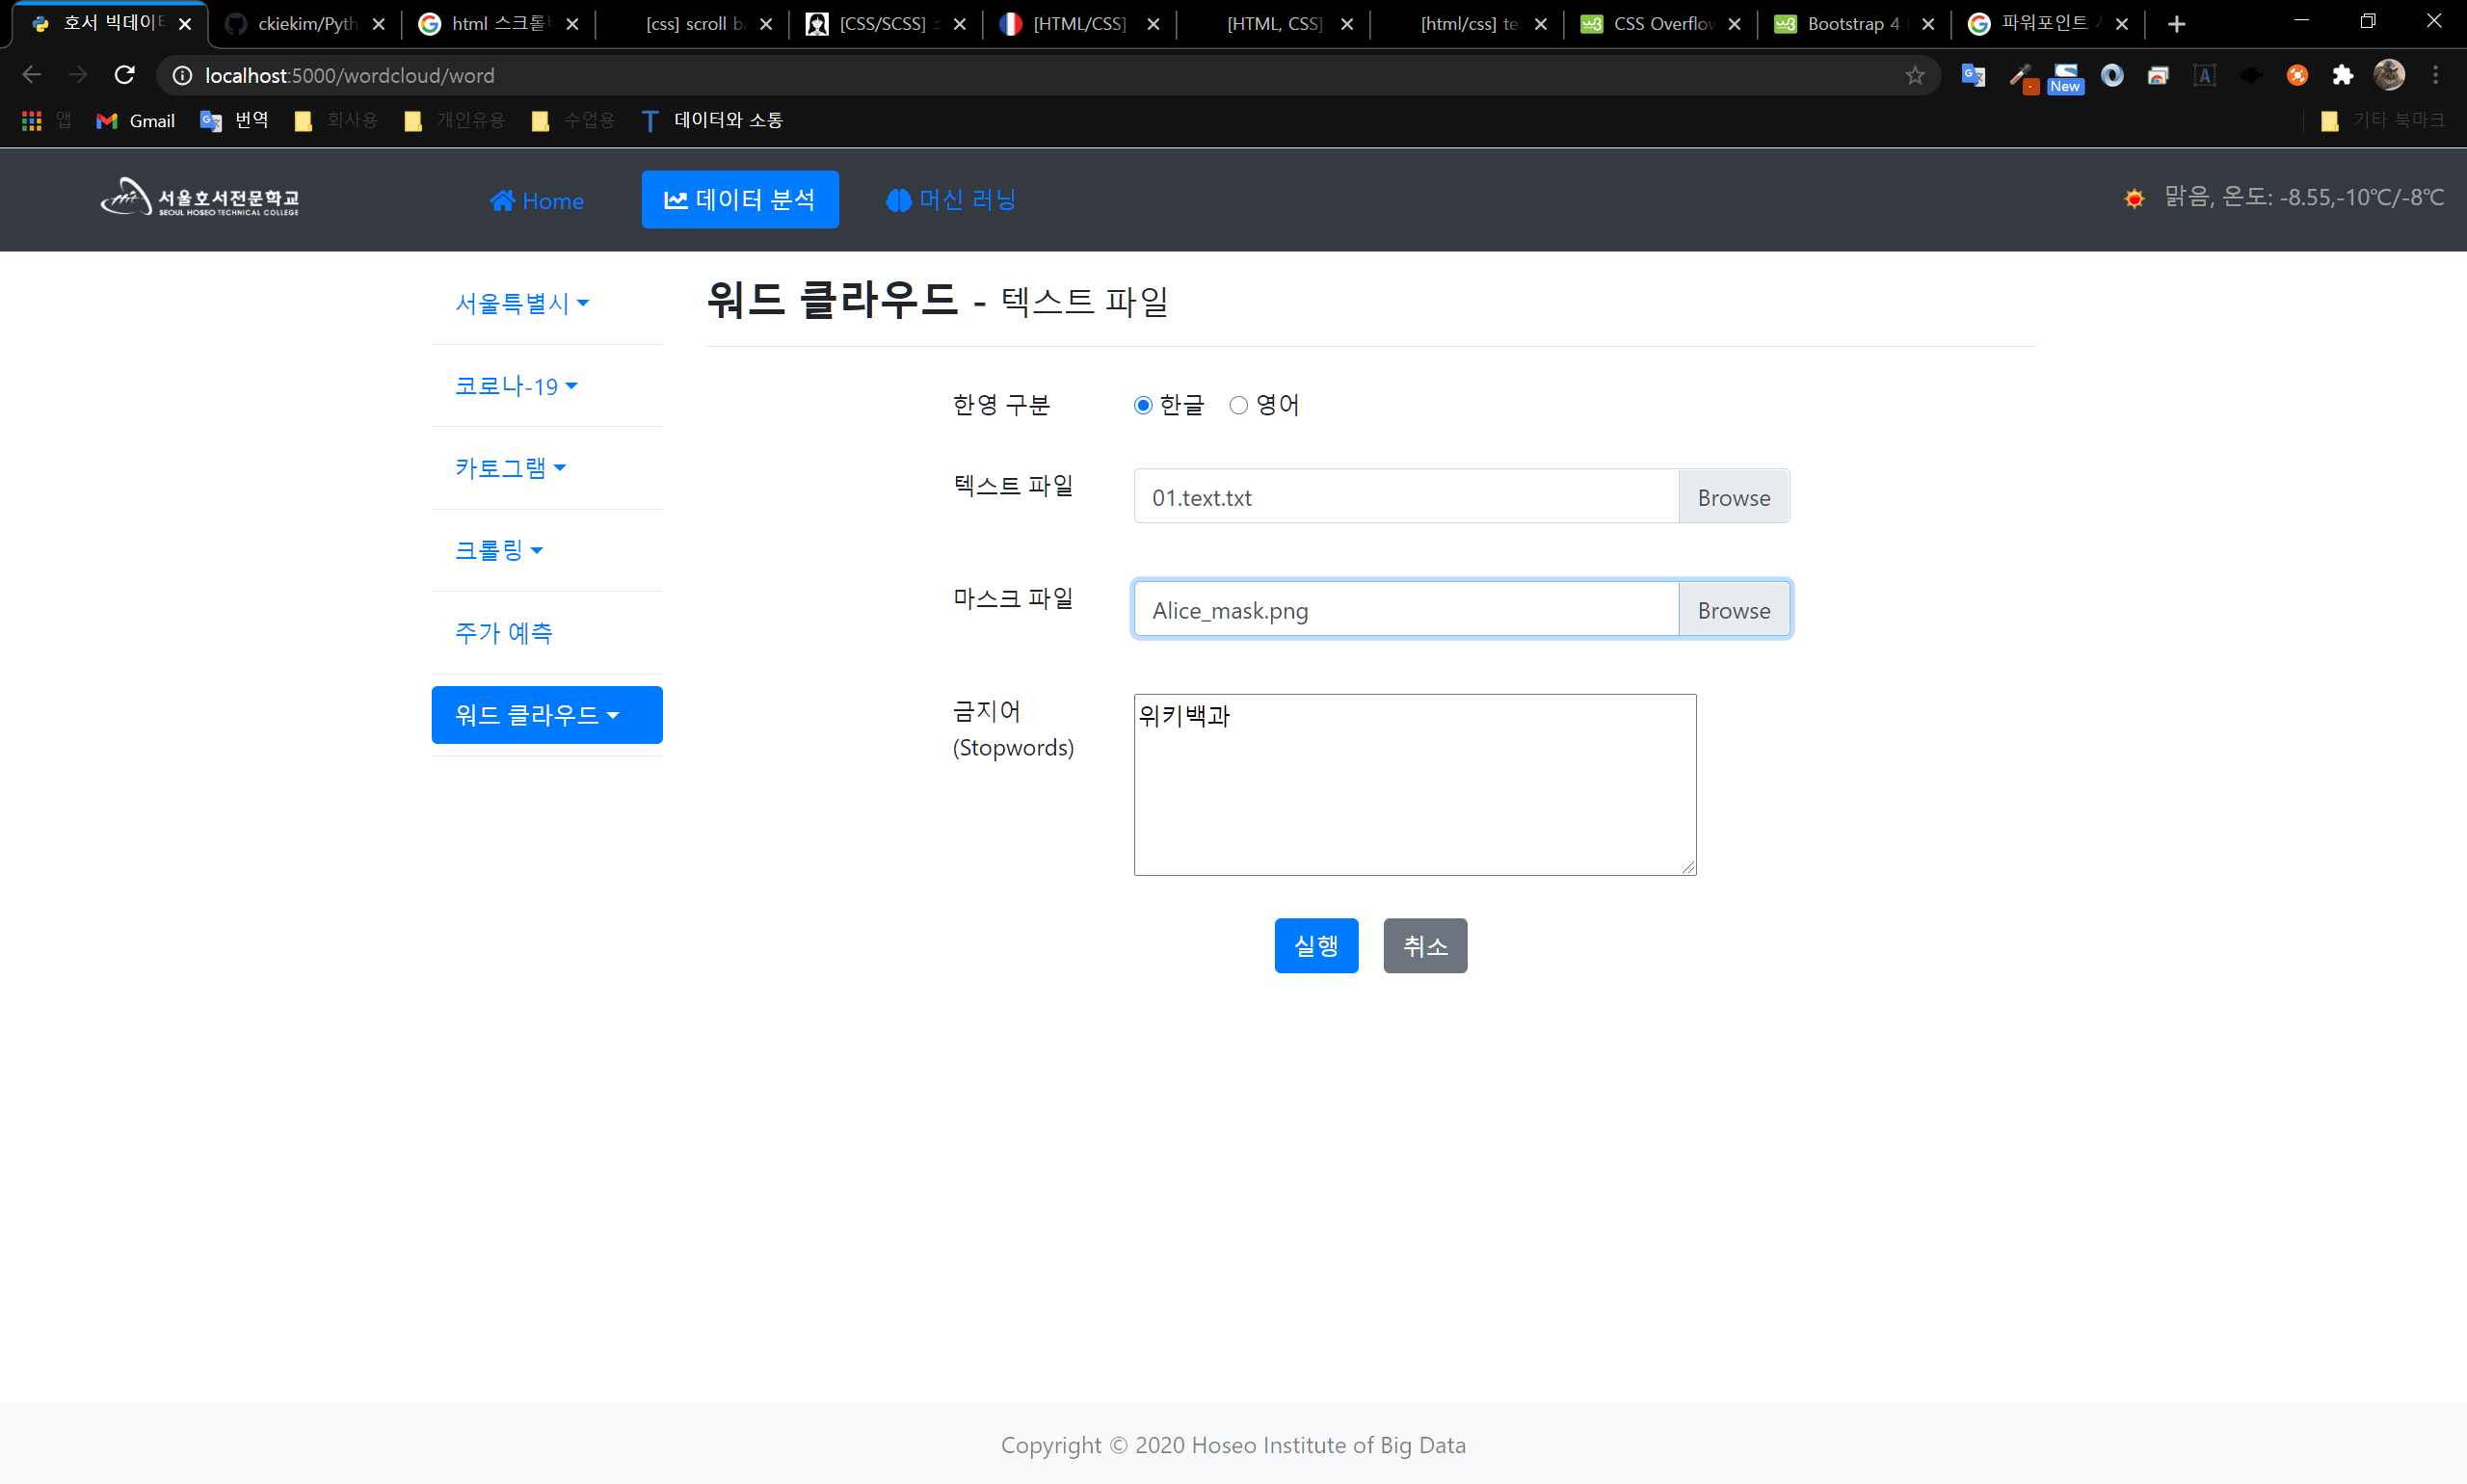 호서 빅데이터
ckiekim/Pyth
html 스크롤바
[css] scroll ba
[CSS/SCSS]
[HTML/CSS]
[HTML, CSS]
[html/css] te
CSS Overflow
Bootstrap 4
파워포인트
localhost:5000/wordcloud/word
New
앱
Gmail
번역
회사용
개인유용
수업용
데이터와 소통
기타 북마크
서울호서전문학교
SEOUL HOSEO TECHNICAL COLLEGE
Home
데이터 분석
머신 러닝
맑음, 온도: -8.55,-10℃/-8℃
서울특별시
코로나-19
카토그램
크롤링
주가 예측
워드 클라우드
워드 클라우드 - 텍스트 파일
한영 구분 한글 영어
텍스트 파일 01.text.txt Browse
마스크 파일 Alice_mask.png Browse
금지어
(Stopwords)
위키백과
실행 취소
Copyright © 2020 Hoseo Institute of Big Data